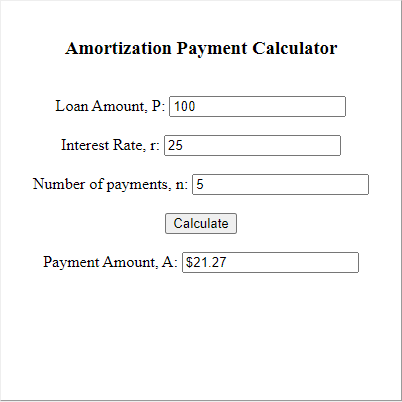 Amortization Payment Calculator
Loan Amount, P: 100
Interest Rate, r: 25
Number of payments, n: 5
Calculate
Payment Amount, A: $21.27